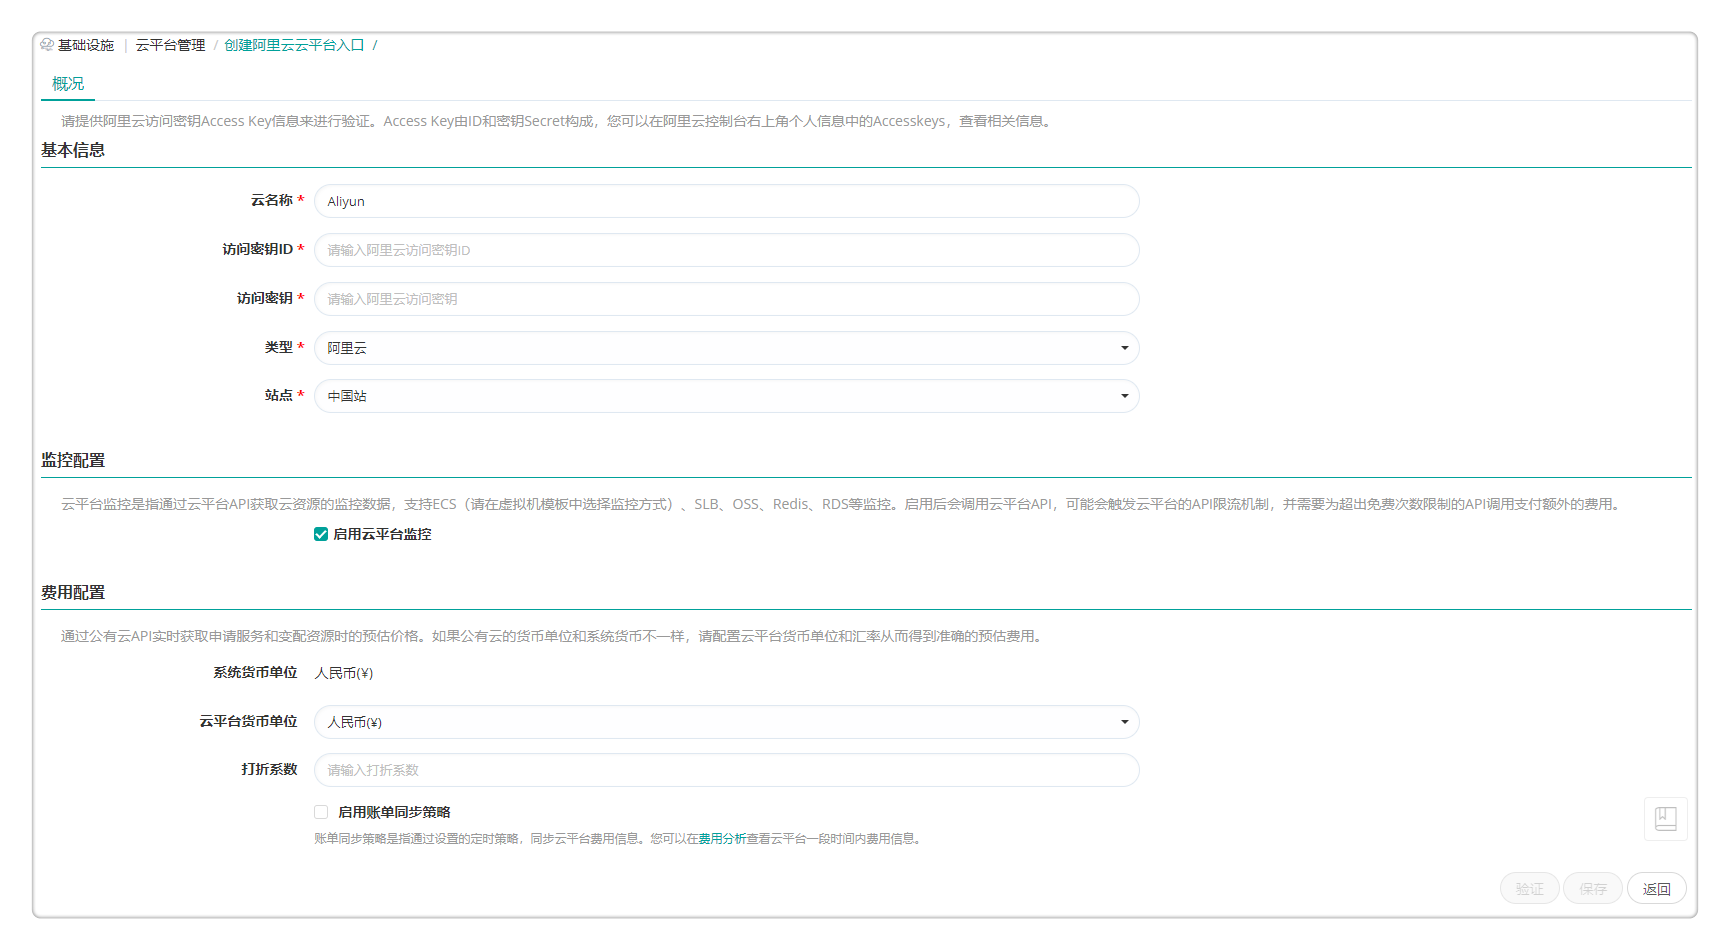 基础设施 | 云平台管理 / 创建阿里云云平台入口 /
概况
请提供阿里云访问密钥Access Key信息来进行验证。Access Key由ID和密钥Secret构成，您可以在阿里云控制台右上角个人信息中的Accesskeys，查看相关信息。
基本信息
云名称 * Aliyun
访问密钥ID * 请输入阿里云访问密钥ID
访问密钥 * 请输入阿里云访问密钥
类型 * 阿里云
站点 * 中国站
监控配置
云平台监控是指通过云平台API获取云资源的监控数据，支持ECS（请在虚拟机模板中选择监控方式）、SLB、OSS、Redis、RDS等监控。启用后会调用云平台API，可能会触发云平台的API限流机制，并需要为超出免费次数限制的API调用支付额外的费用。
启用云平台监控
费用配置
通过公有云API实时获取申请服务和变配资源时的预估价格。如果公有云的货币单位和系统货币不一样，请配置云平台货币单位和汇率从而得到准确的预估费用。
系统货币单位 人民币(¥)
云平台货币单位 人民币(¥)
打折系数 请输入打折系数
启用账单同步策略
账单同步策略是指通过设置的定时策略，同步云平台费用信息。您可以在费用分析查看云平台一段时间内费用信息。
验证 保存 返回